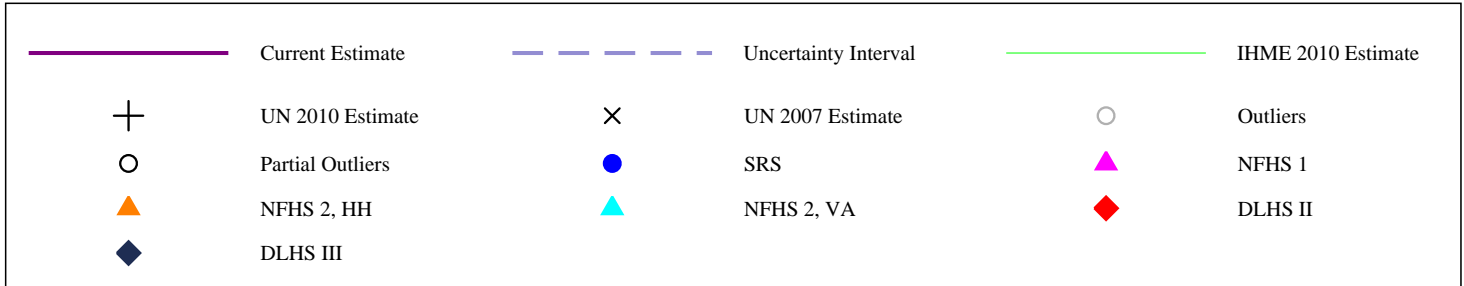 Current Estimate Uncertainty Interval IHME 2010 Estimate
UN 2010 Estimate UN 2007 Estimate Outliers
Partial Outliers SRS NFHS 1
NFHS 2, HH NFHS 2, VA DLHS II
DLHS III